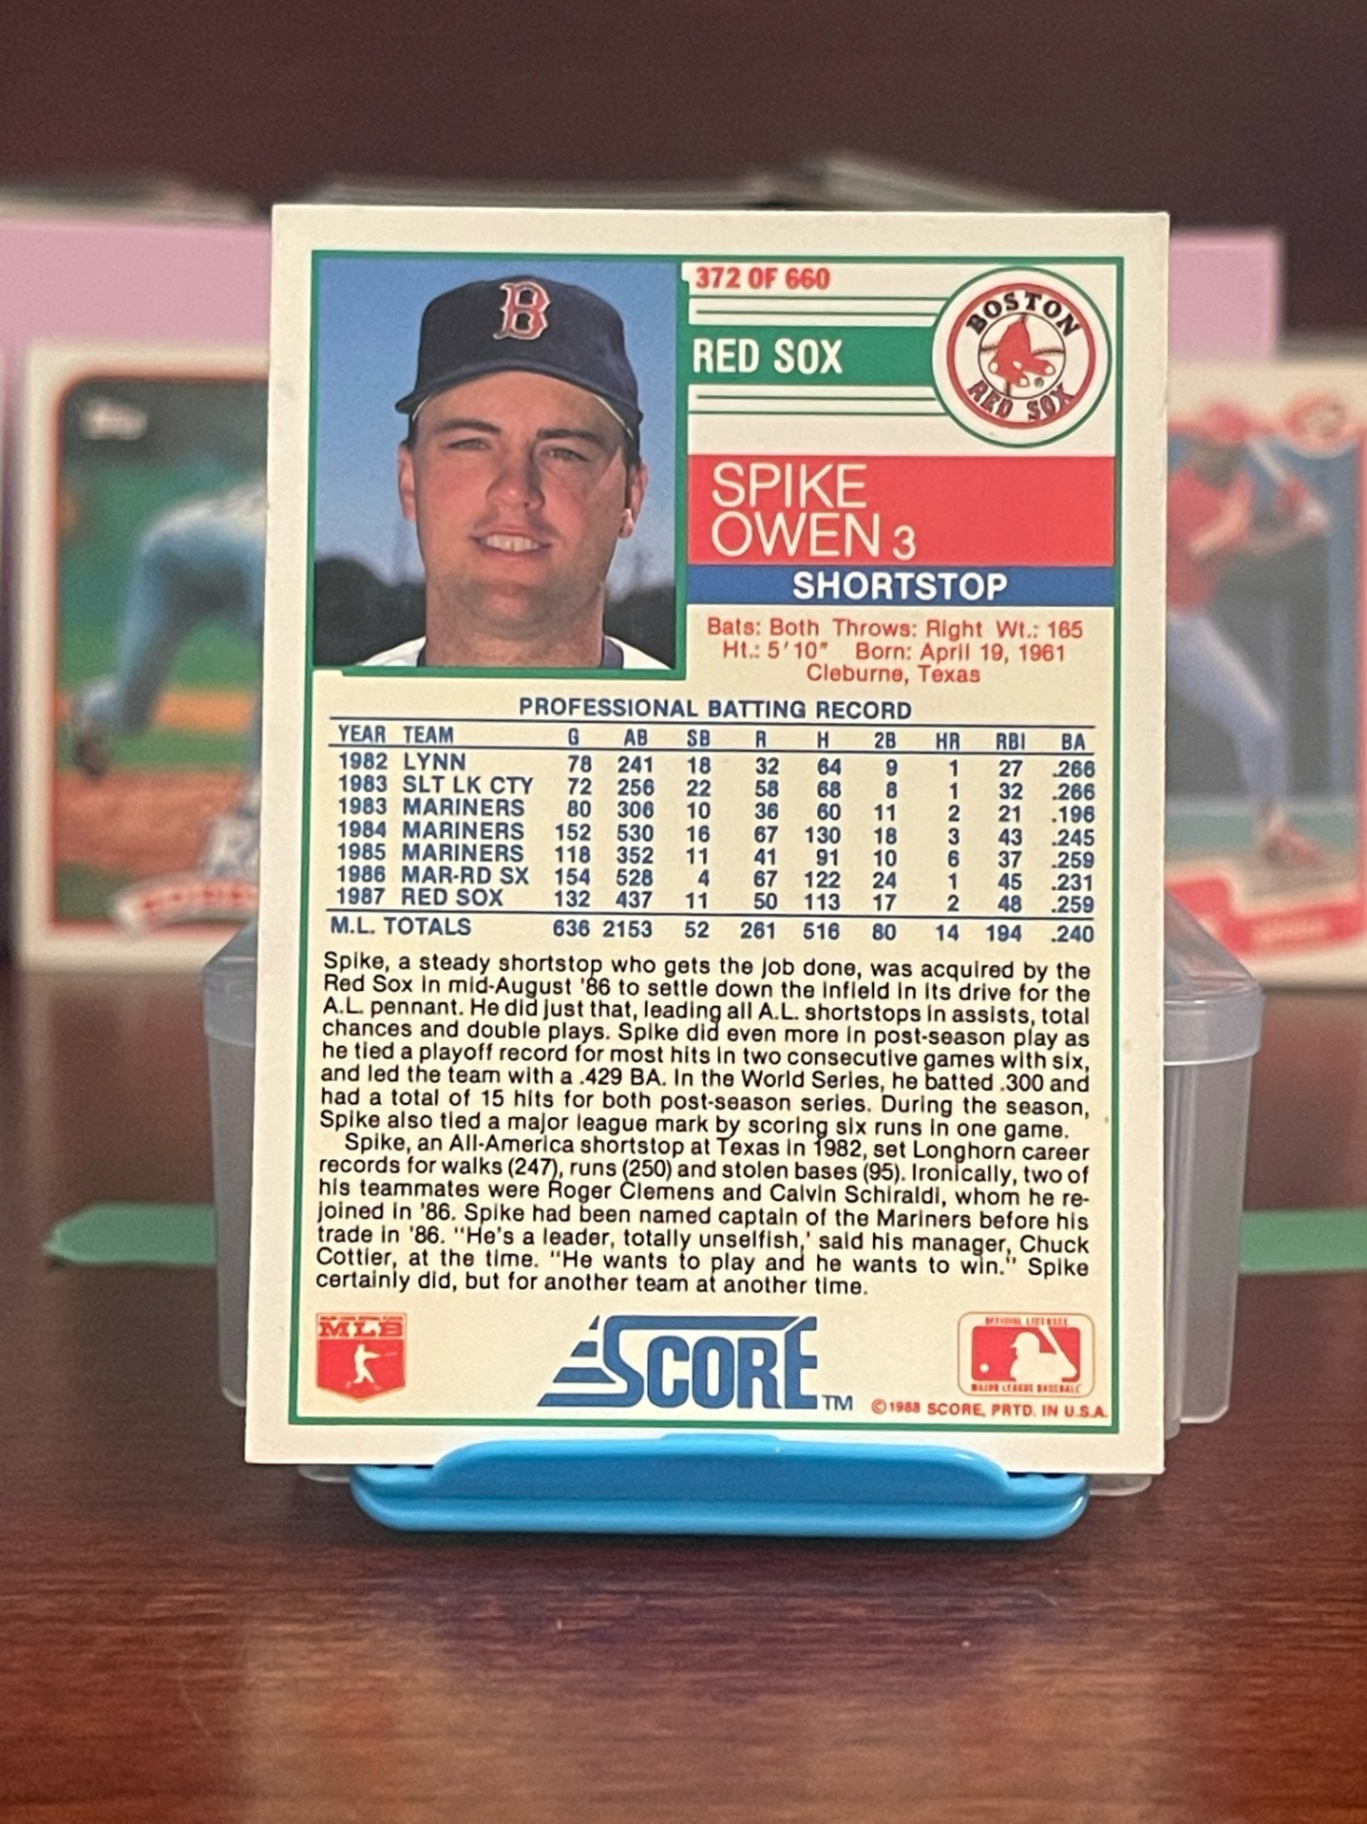 372 OF 660
RED SOX
BOSTON
RED SOX
SPIKE
OWEN 3
SHORTSTOP
Bats: Both Throws: Right Wt.: 165
Ht.: 5'10" Born: April 19, 1961
Cleburne, Texas
PROFESSIONAL BATTING RECORD
YEAR TEAM G AB SB R H 2B HR RBI BA
1982 LYNN 78 241 18 32 64 9 1 27 .266
1983 SLT LK CTY 72 256 22 58 68 8 1 32 .266
1983 MARINERS 80 306 10 36 60 11 2 21 .196
1984 MARINERS 152 530 16 67 130 18 3 43 .245
1985 MARINERS 118 352 11 41 91 10 6 37 .259
1986 MAR-RD SX 154 528 4 67 122 24 1 45 .231
1987 RED SOX 132 437 11 50 113 17 2 48 .259
M.L. TOTALS 636 2153 52 261 516 80 14 194 .240
Spike, a steady shortstop who gets the job done, was acquired by the
Red Sox in mid-August '86 to settle down the infield in its drive for the
A.L. pennant. He did just that, leading all A.L. shortstops in assists, total
chances and double plays. Spike did even more in post-season play as
he tied a playoff record for most hits in two consecutive games with six,
and led the team with a .429 BA. In the World Series, he batted .300 and
had a total of 15 hits for both post-season series. During the season,
Spike also tied a major league mark by scoring six runs in one game.
Spike, an All-America shortstop at Texas in 1982, set Longhorn career
records for walks (247), runs (250) and stolen bases (95). Ironically, two of
his teammates were Roger Clemens and Calvin Schiraldi, whom he re-
joined in '86. Spike had been named captain of the Mariners before his
trade in '86. "He's a leader, totally unselfish,' said his manager, Chuck
Cottier, at the time. "He wants to play and he wants to win." Spike
certainly did, but for another team at another time.
MLB
SCORE TM
OFFICIAL LICENSEE
MAJOR LEAGUE BASEBALL
©1988 SCORE, PRTD. IN U.S.A.
Topps